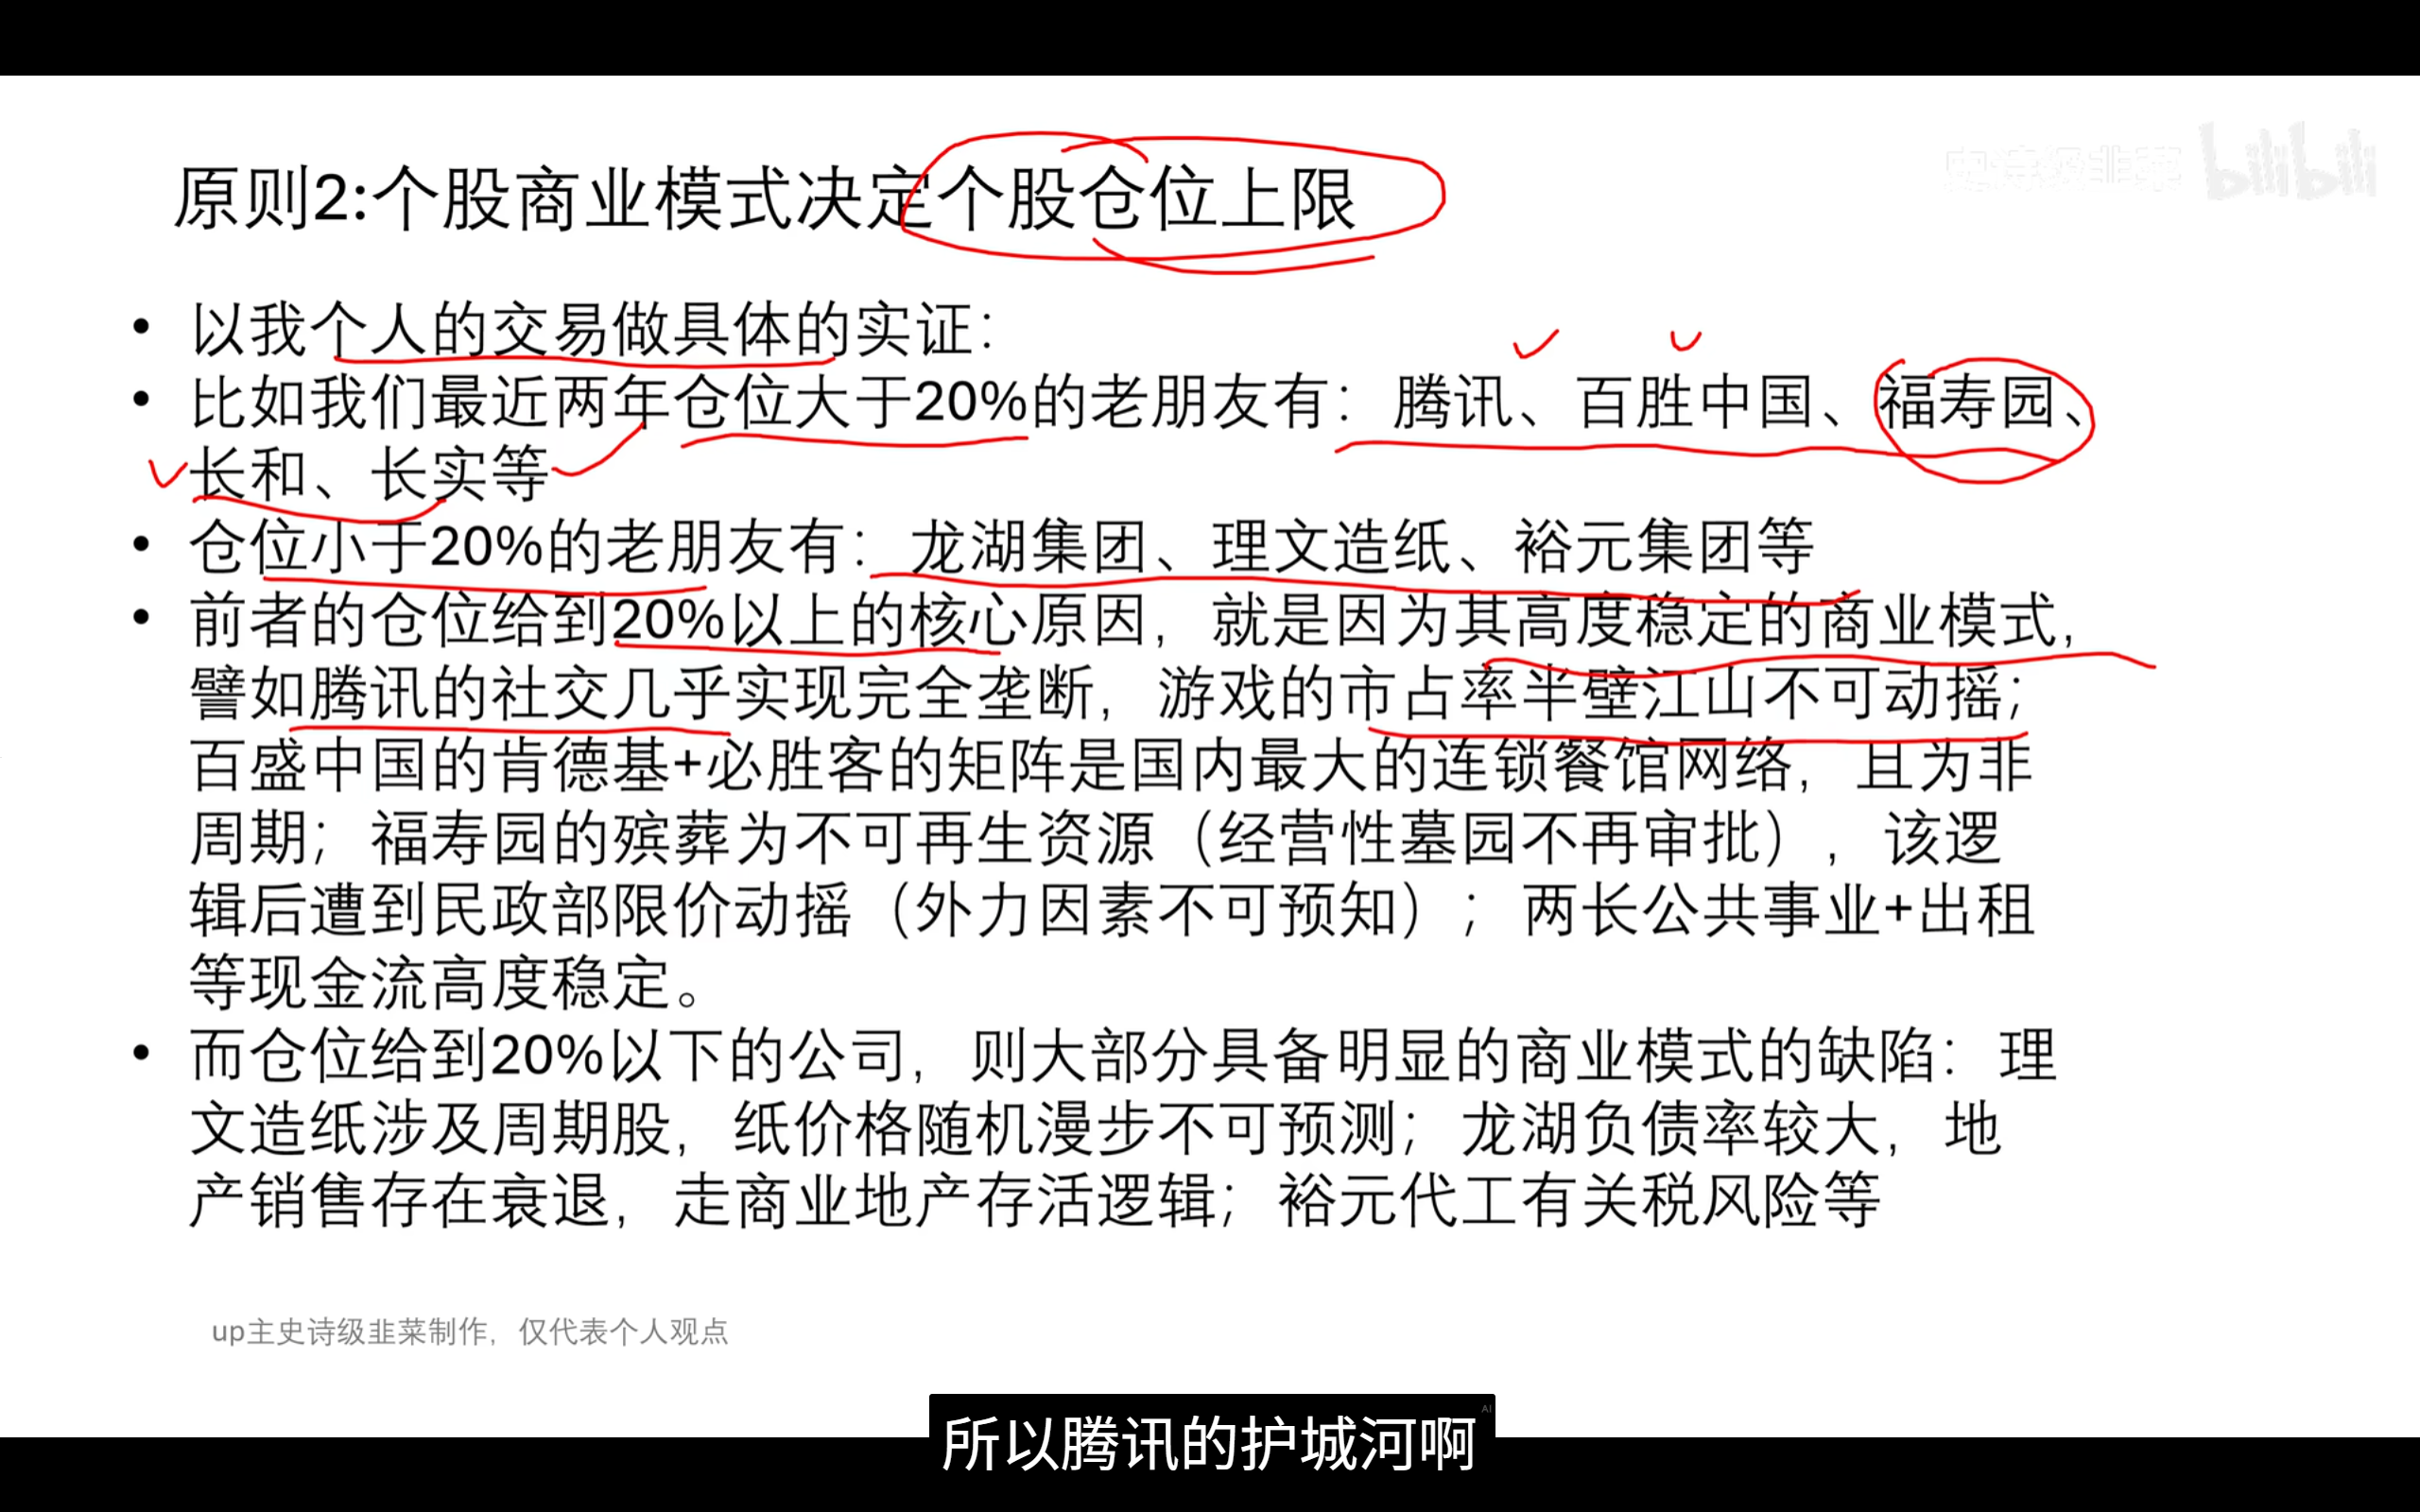 史诗级韭菜 bilibili
原则2:个股商业模式决定个股仓位上限
• 以我个人的交易做具体的实证：
• 比如我们最近两年仓位大于20%的老朋友有：腾讯、百胜中国、福寿园、
长和、长实等
• 仓位小于20%的老朋友有：龙湖集团、理文造纸、裕元集团等
• 前者的仓位给到20%以上的核心原因，就是因为其高度稳定的商业模式，
譬如腾讯的社交几乎实现完全垄断，游戏的市占率半壁江山不可动摇；
百盛中国的肯德基+必胜客的矩阵是国内最大的连锁餐馆网络，且为非
周期；福寿园的殡葬为不可再生资源（经营性墓园不再审批），该逻
辑后遭到民政部限价动摇（外力因素不可预知）；两长公共事业+出租
等现金流高度稳定。
• 而仓位给到20%以下的公司，则大部分具备明显的商业模式的缺陷：理
文造纸涉及周期股，纸价格随机漫步不可预测；龙湖负债率较大，地
产销售存在衰退，走商业地产存活逻辑；裕元代工有关税风险等
up主史诗级韭菜制作，仅代表个人观点
所以腾讯的护城河啊
AI